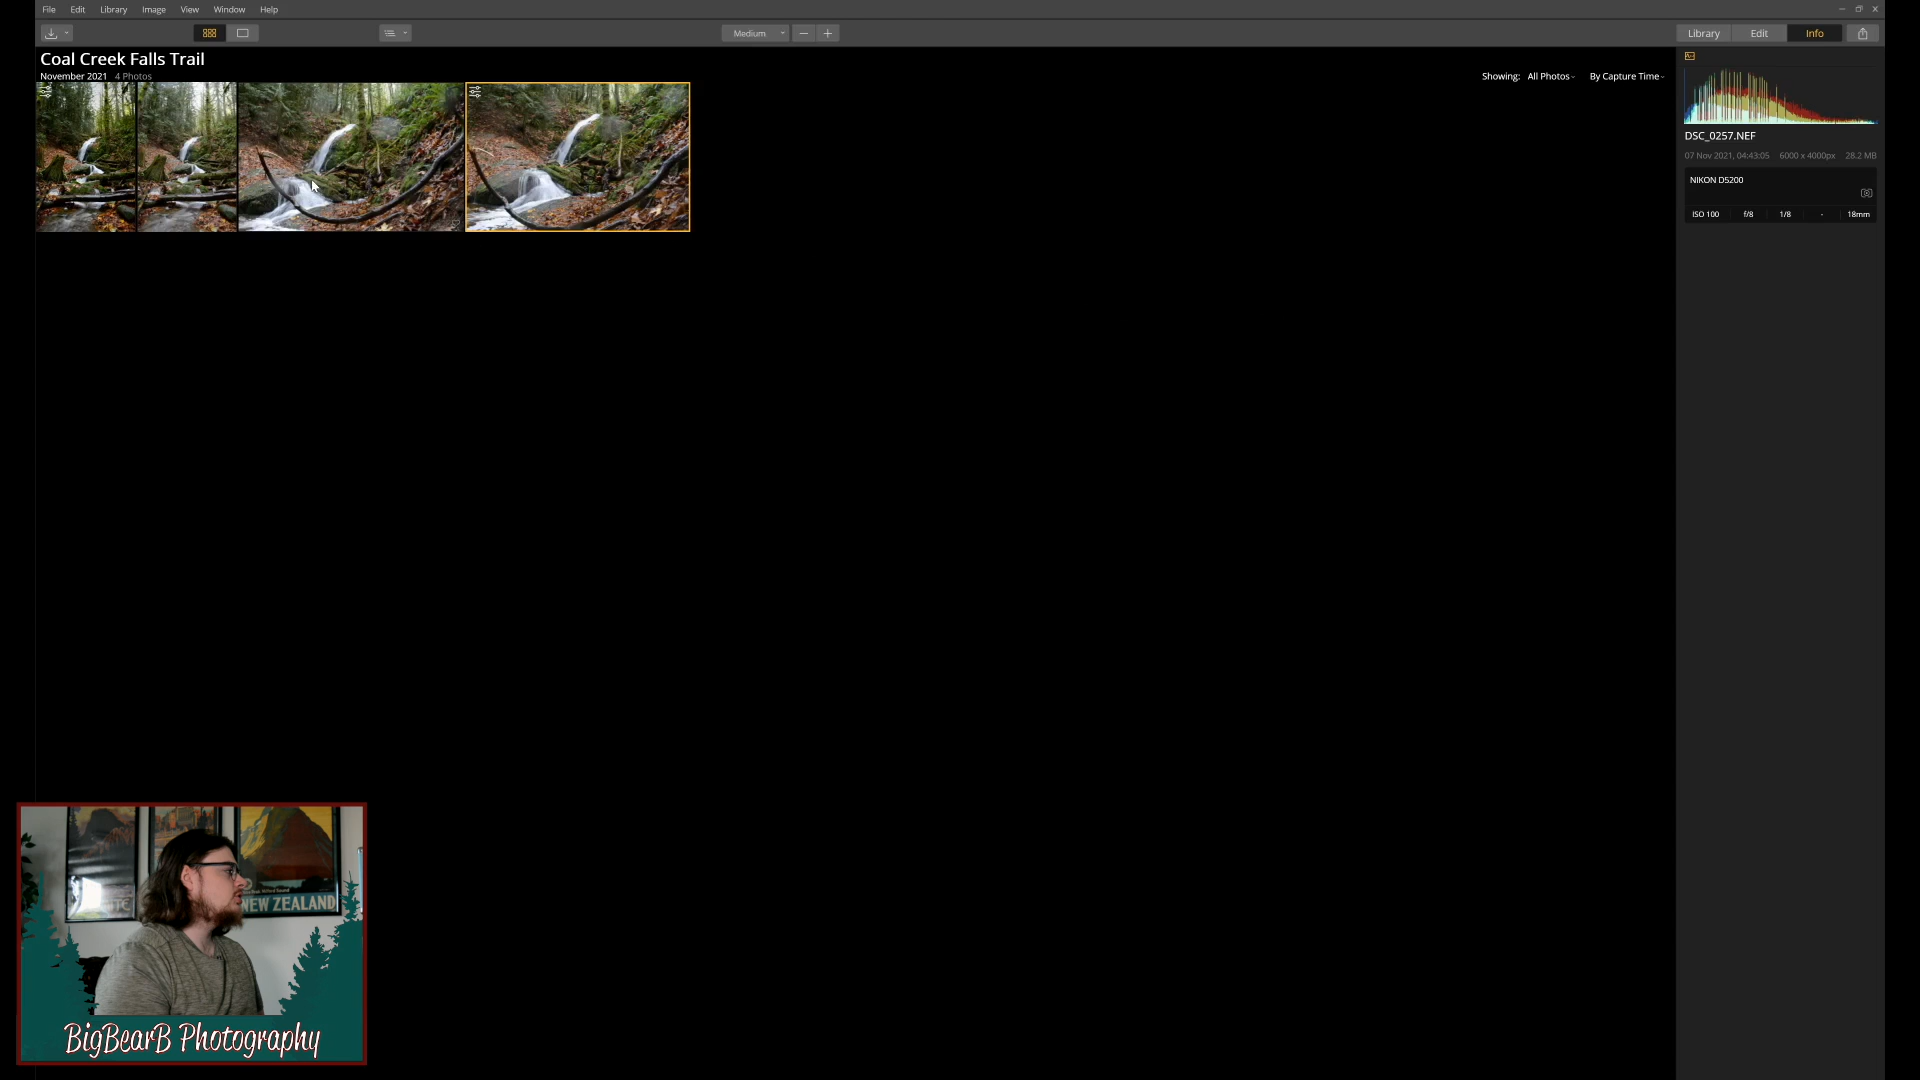 File Edit Library Image View Window Help
Medium
Library Edit Info
Coal Creek Falls Trail
November 2021 4 Photos
Showing: All Photos By Capture Time
DSC_0257.NEF
07 Nov 2021, 04:43:05 6000 x 4000px 28.2 MB
NIKON D5200
ISO 100 f/8 1/8 - 18mm
NEW ZEALAND
BigBearB Photography